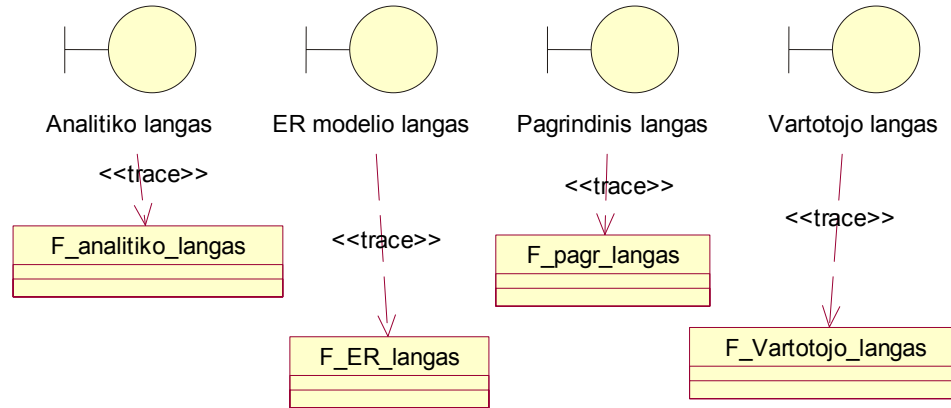 Analitiko langas
ER modelio langas
Pagrindinis langas
Vartotojo langas
<<trace>>
<<trace>>
<<trace>>
<<trace>>
F_analitiko_langas
F_ER_langas
F_pagr_langas
F_Vartotojo_langas